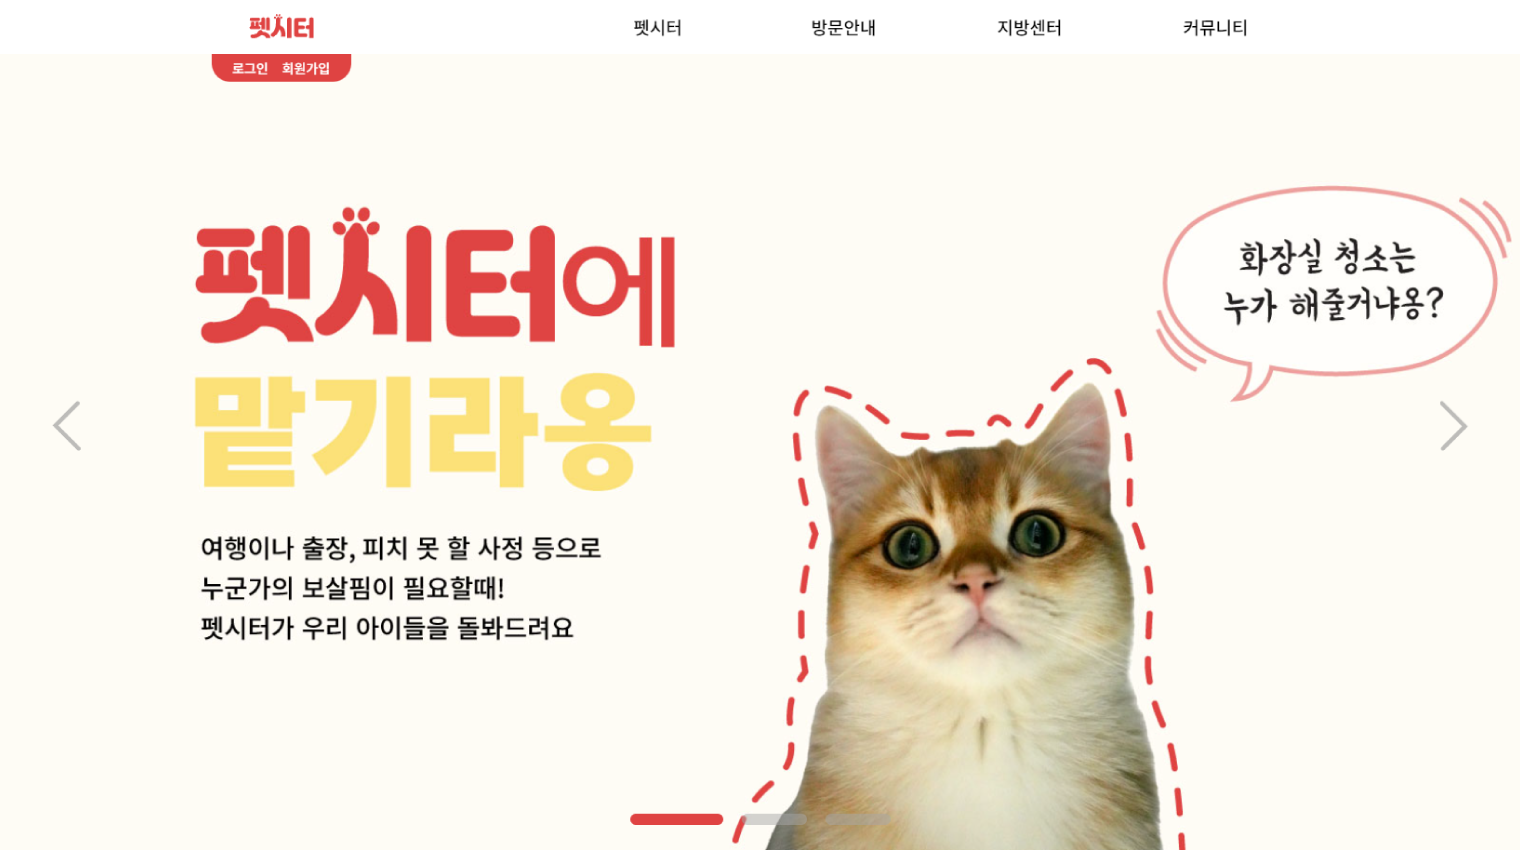 펫시터
펫시터
방문안내
지방센터
커뮤니티
로그인 회원가입
펫시터에
맡기라옹
여행이나 출장, 피치 못 할 사정 등으로
누군가의 보살핌이 필요할때!
펫시터가 우리 아이들을 돌봐드려요
화장실 청소는
누가 해줄거냐옹?